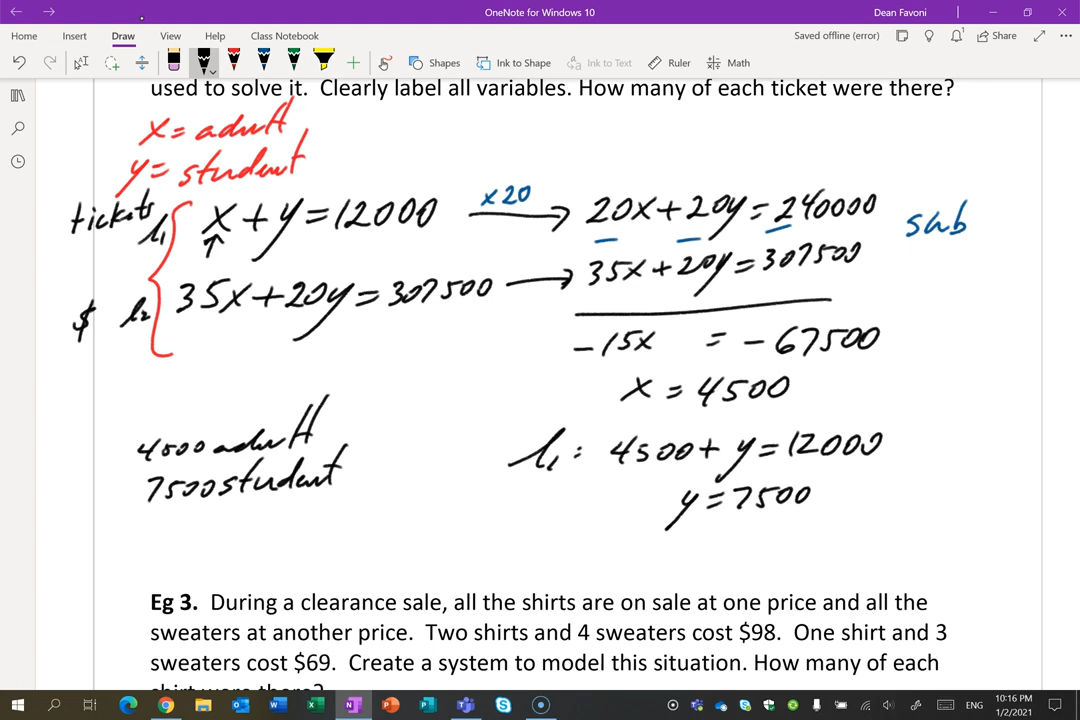 OneNote for Windows 10
Dean Favoni
Home Insert Draw View Help Class Notebook
Saved offline (error)
Share
Shapes Ink to Shape Ink to Text Ruler Math
used to solve it. Clearly label all variables. How many of each ticket were there?
x = adult
y = student
tickets l₁ x + y = 12000 x20 → 20x + 20y = 240000 sub
$ l₂ 35x + 20y = 307500 → 35x + 20y = 307500
-15x = -67500
x = 4500
4500 adult
7500 student
l₁ : 4500 + y = 12000
y = 7500
Eg 3. During a clearance sale, all the shirts are on sale at one price and all the
sweaters at another price. Two shirts and 4 sweaters cost $98. One shirt and 3
sweaters cost $69. Create a system to model this situation. How many of each
shirt were there?
ENG
10:16 PM
1/2/2021